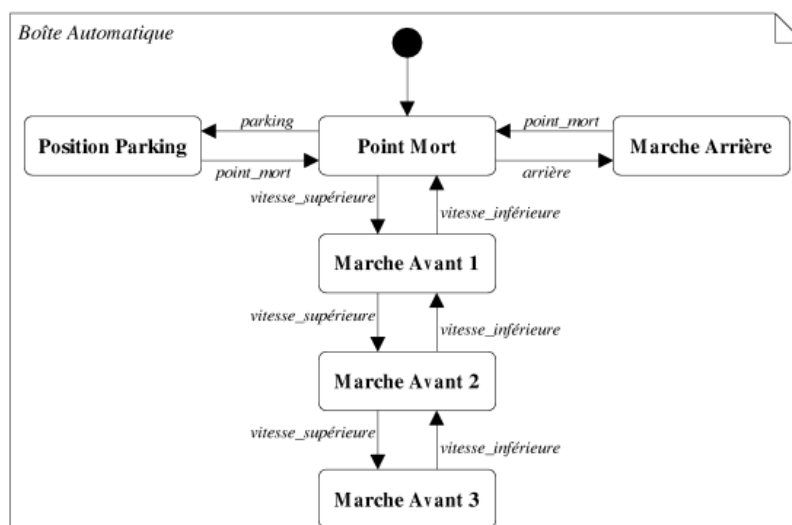 Boîte Automatique
parking
point_mort
Position Parking
Point Mort
Marche Arrière
point_mort
arrière
vitesse_supérieure
vitesse_inférieure
Marche Avant 1
vitesse_supérieure
vitesse_inférieure
Marche Avant 2
vitesse_supérieure
vitesse_inférieure
Marche Avant 3